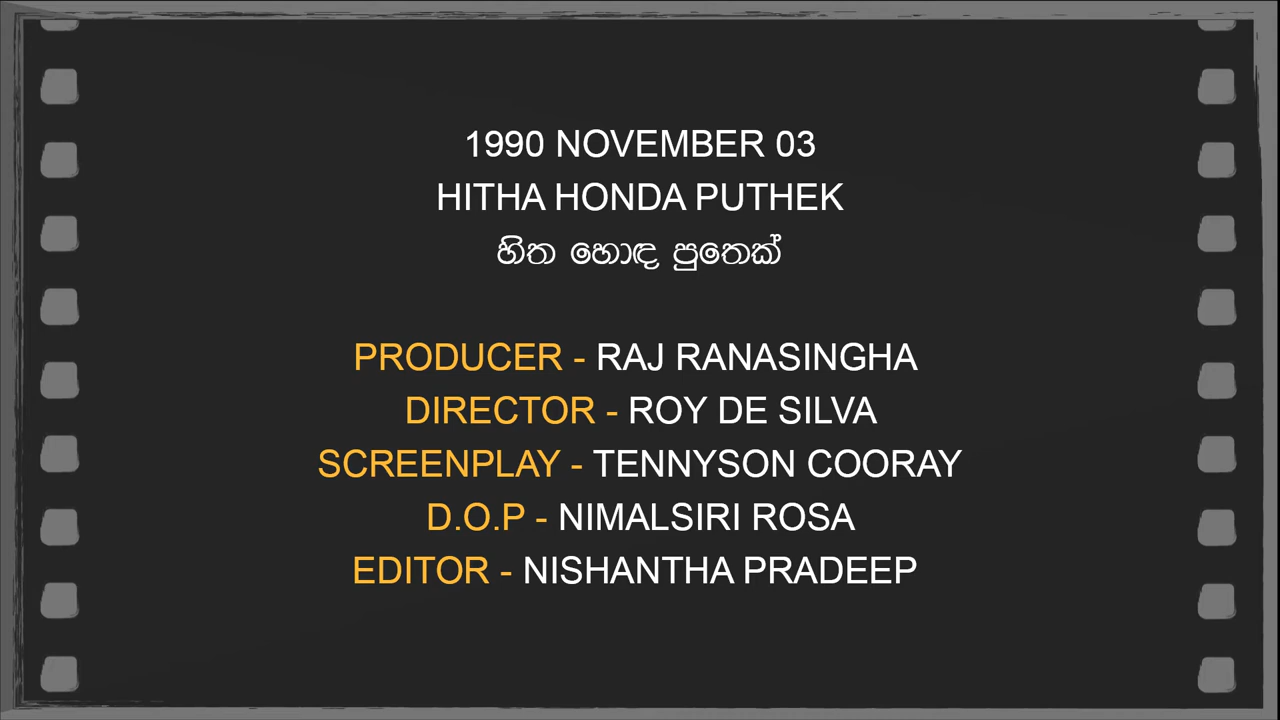 1990 NOVEMBER 03
HITHA HONDA PUTHEK
හිත හොඳ පුතෙක්
PRODUCER - RAJ RANASINGHA
DIRECTOR - ROY DE SILVA
SCREENPLAY - TENNYSON COORAY
D.O.P - NIMALSIRI ROSA
EDITOR - NISHANTHA PRADEEP